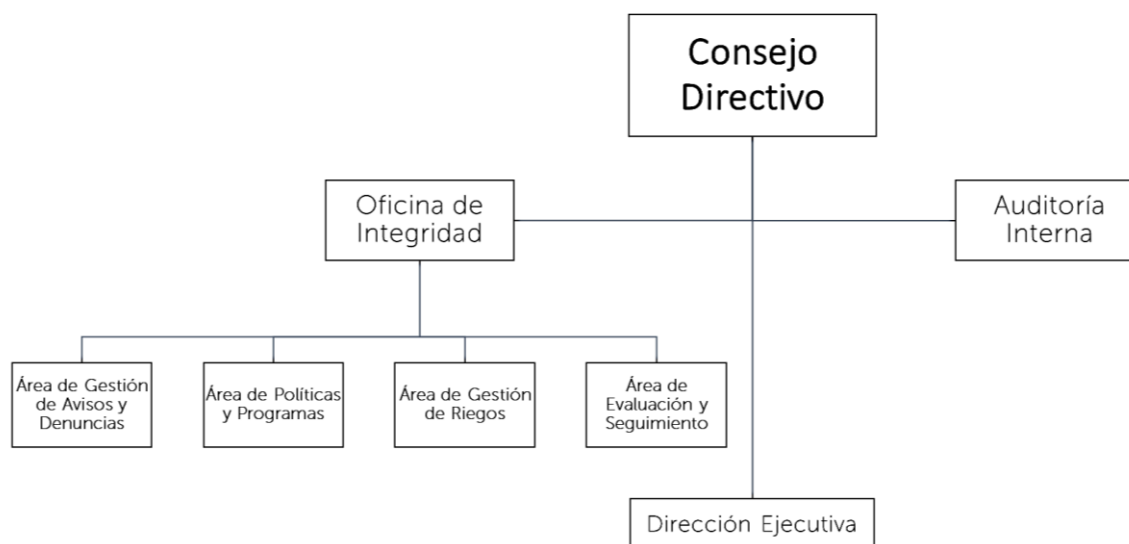 Consejo
Directivo
Oficina de
Integridad
Auditoría
Interna
Área de Gestión
de Avisos y
Denuncias
Área de Políticas
y Programas
Área de Gestión
de Riegos
Área de
Evaluación y
Seguimiento
Dirección Ejecutiva